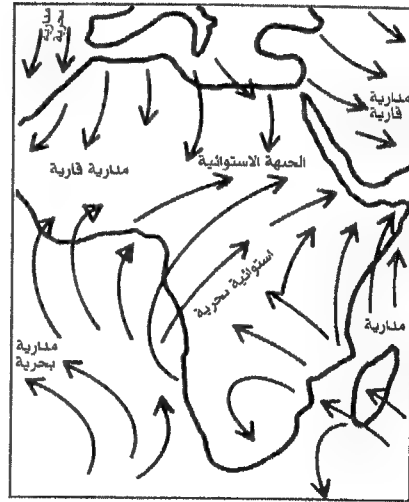 مدارية
بحرية
مدارية
قارية
الجبهة الاستوائية
مدارية قارية
استوائية بحرية
مدارية
مدارية
بحرية